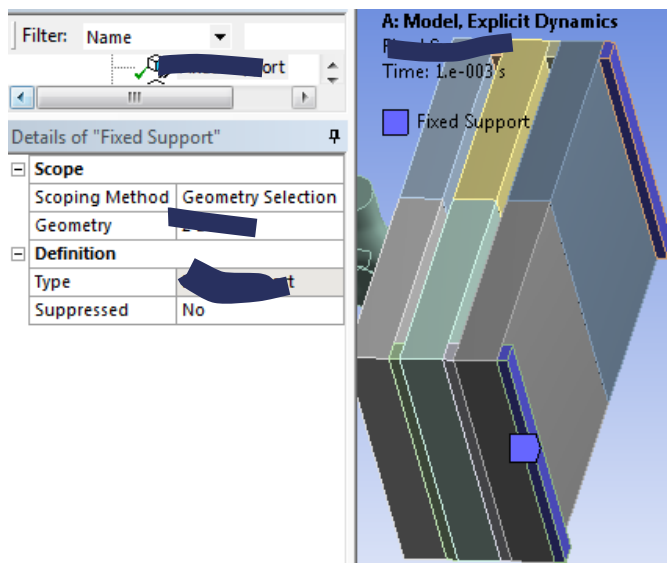 Filter: Name
ort
Details of "Fixed Support"
Scope
Scoping Method Geometry Selection
Geometry
Definition
Type t
Suppressed No
A: Model, Explicit Dynamics
Time: 1.e-003 s
Fixed Support